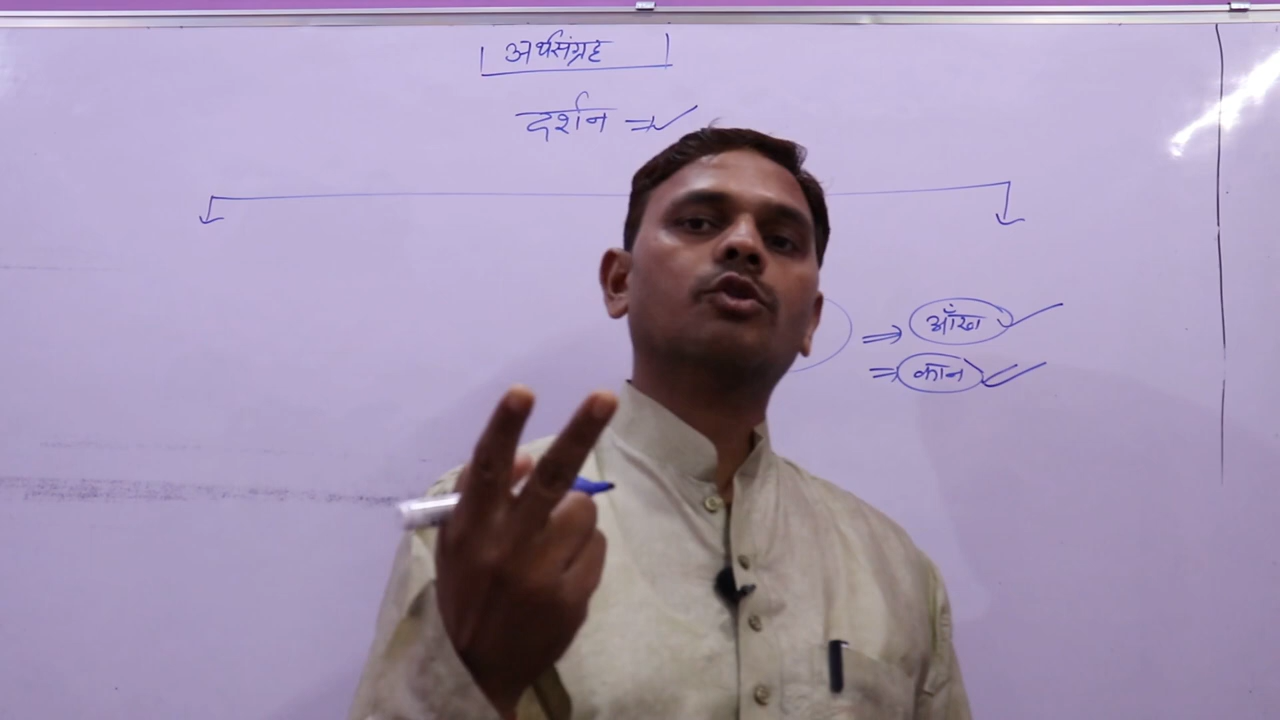 अर्थसंग्रह
दर्शन ⇒ ✓
⇒ आँख ✓
⇒ कान ✓